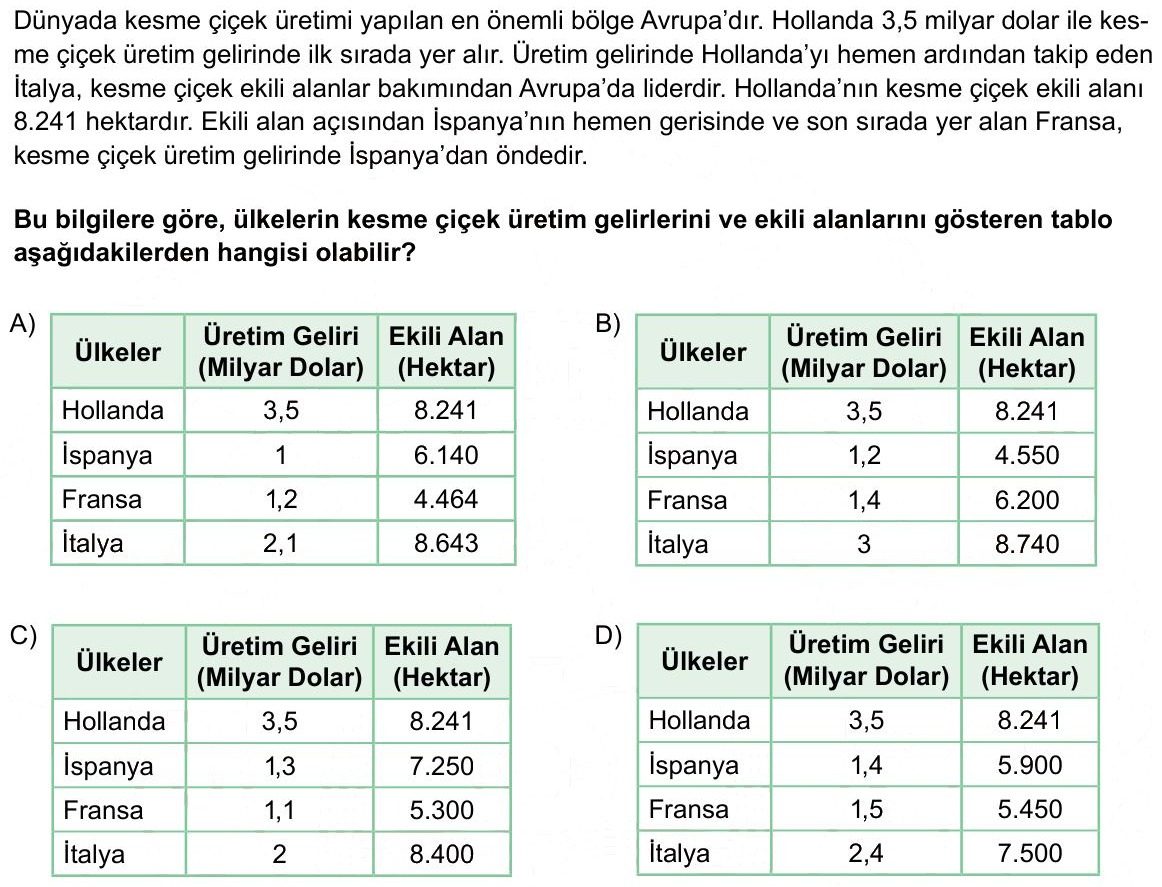 Dünyada kesme çiçek üretimi yapılan en önemli bölge Avrupa’dır. Hollanda 3,5 milyar dolar ile kes-
me çiçek üretim gelirinde ilk sırada yer alır. Üretim gelirinde Hollanda’yı hemen ardından takip eden
İtalya, kesme çiçek ekili alanlar bakımından Avrupa’da liderdir. Hollanda’nın kesme çiçek ekili alanı
8.241 hektardır. Ekili alan açısından İspanya’nın hemen gerisinde ve son sırada yer alan Fransa,
kesme çiçek üretim gelirinde İspanya’dan öndedir.
Bu bilgilere göre, ülkelerin kesme çiçek üretim gelirlerini ve ekili alanlarını gösteren tablo
aşağıdakilerden hangisi olabilir?
A)
Ülkeler Üretim Geliri (Milyar Dolar) Ekili Alan (Hektar)
Hollanda 3,5 8.241
İspanya 1 6.140
Fransa 1,2 4.464
İtalya 2,1 8.643
B)
Ülkeler Üretim Geliri (Milyar Dolar) Ekili Alan (Hektar)
Hollanda 3,5 8.241
İspanya 1,2 4.550
Fransa 1,4 6.200
İtalya 3 8.740
C)
Ülkeler Üretim Geliri (Milyar Dolar) Ekili Alan (Hektar)
Hollanda 3,5 8.241
İspanya 1,3 7.250
Fransa 1,1 5.300
İtalya 2 8.400
D)
Ülkeler Üretim Geliri (Milyar Dolar) Ekili Alan (Hektar)
Hollanda 3,5 8.241
İspanya 1,4 5.900
Fransa 1,5 5.450
İtalya 2,4 7.500